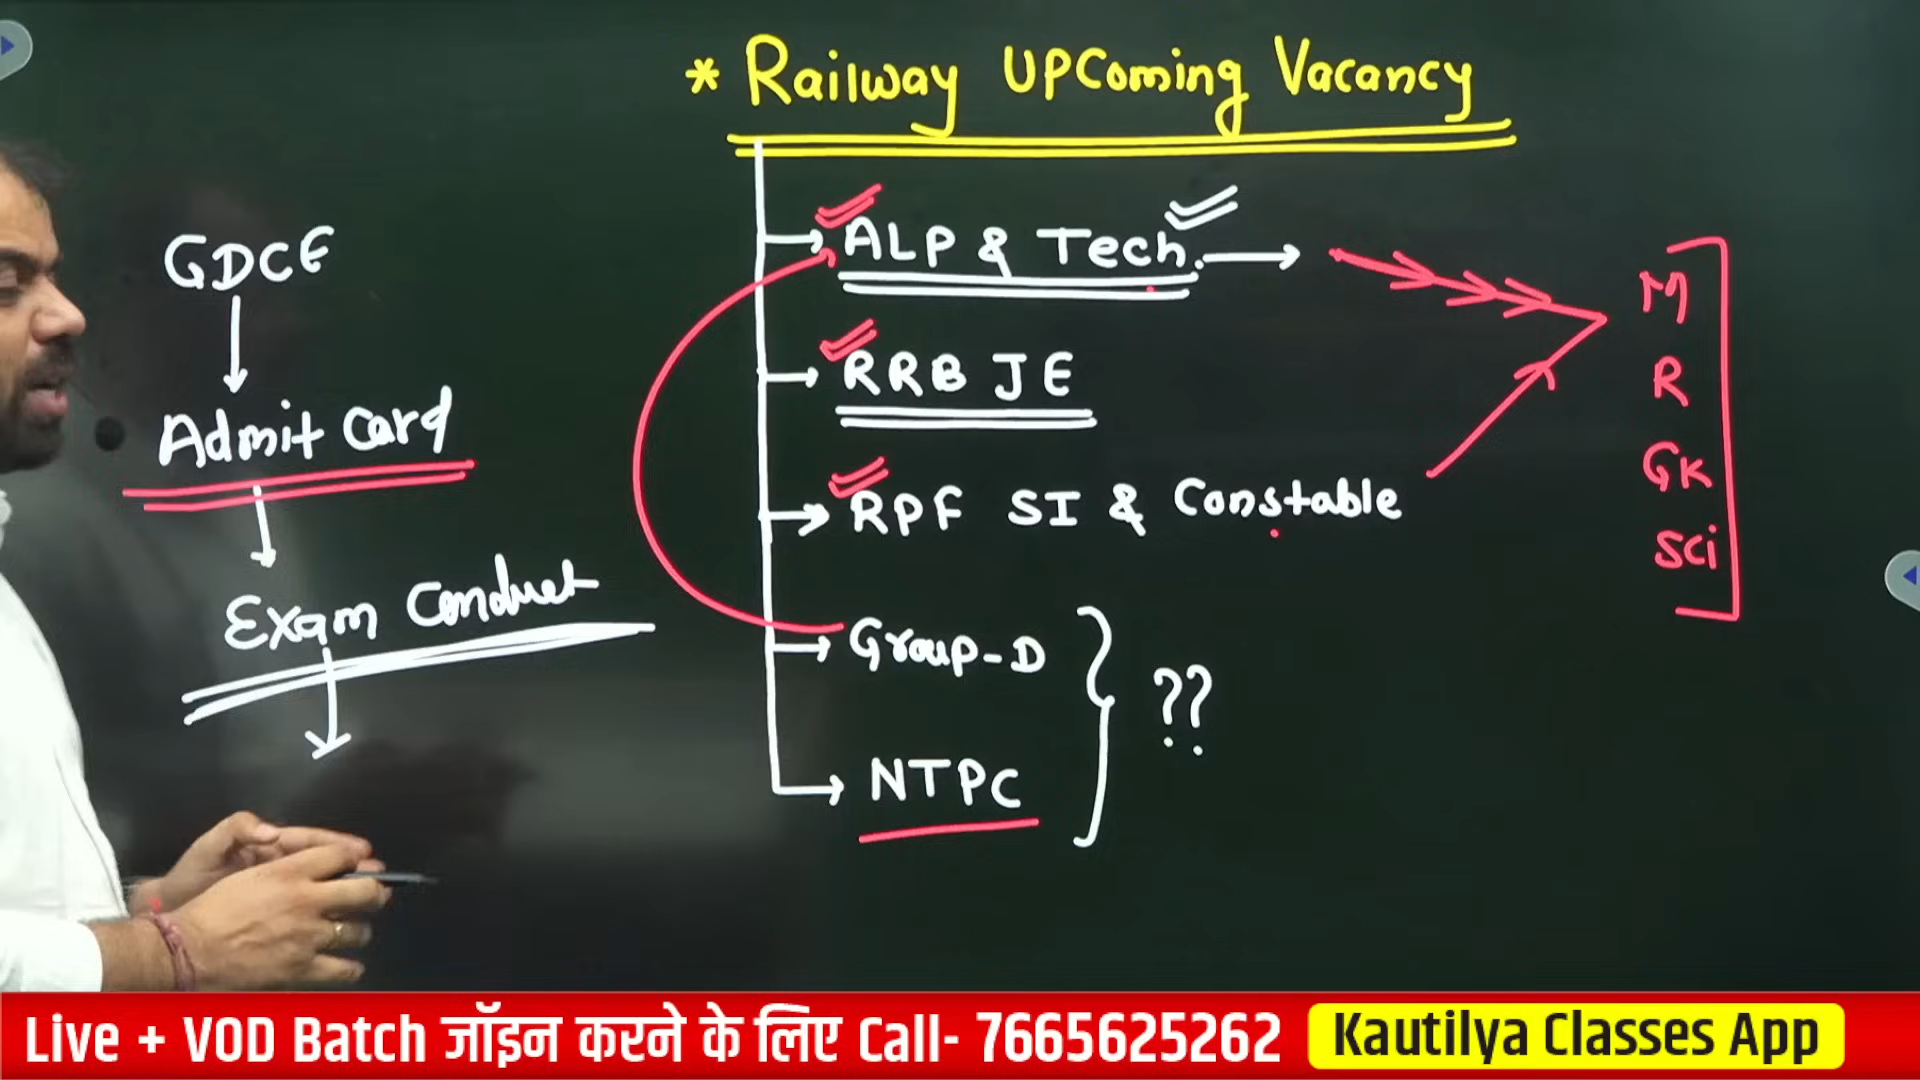 * Railway UPComing Vacancy
GDCE
Admit Card
Exam Conduct
ALP & Tech.
RRB JE
RPF SI & Constable
Group-D
NTPC
??
M
R
GK
SCi
Live + VOD Batch जॉइन करने के लिए Call- 7665625262
Kautilya Classes App